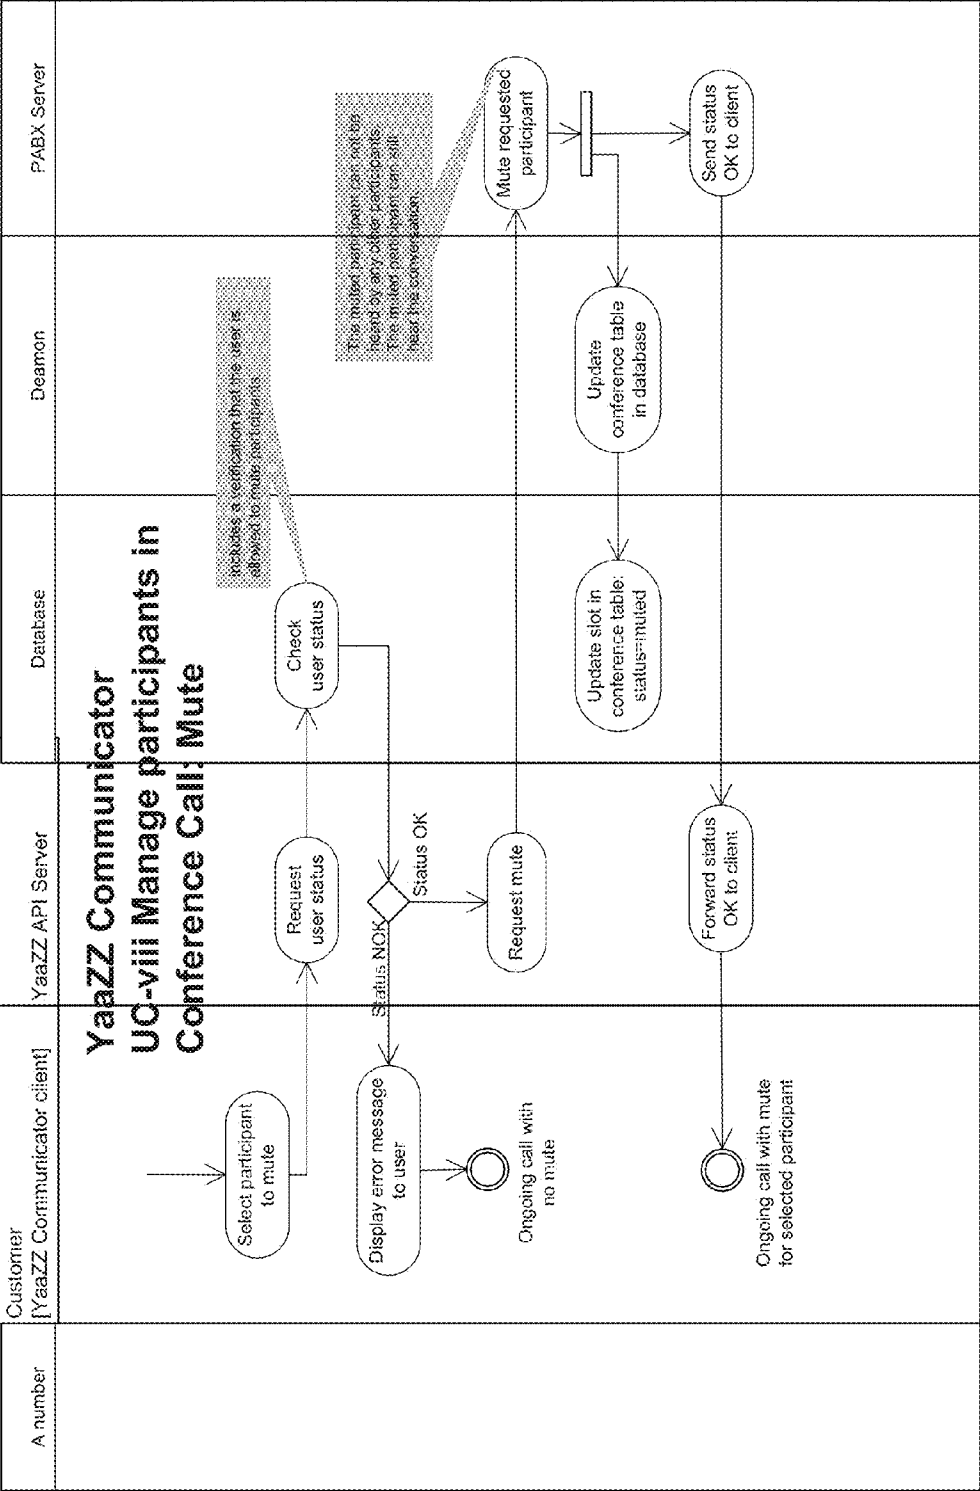 A number
Customer
[YaaZZ Communicator client]
YaaZZ API Server
Database
Deamon
PABX Server
YaaZZ Communicator
UC-viii Manage participants in
Conference Call: Mute
Select participant
to mute
Request
user status
Check
user status
Includes a verification that the user is
allowed to mute participants
Status NOK
Status OK
Display error message
to user
Ongoing call with
no mute
Request mute
The muted participant can not be
heard by any other participants.
The muted participant can still
hear the conversation.
Mute requested
participant
Update
conference table
in database
Update slot in
conference table:
status=muted
Send status
OK to client
Forward status
OK to client
Ongoing call with mute
for selected participant